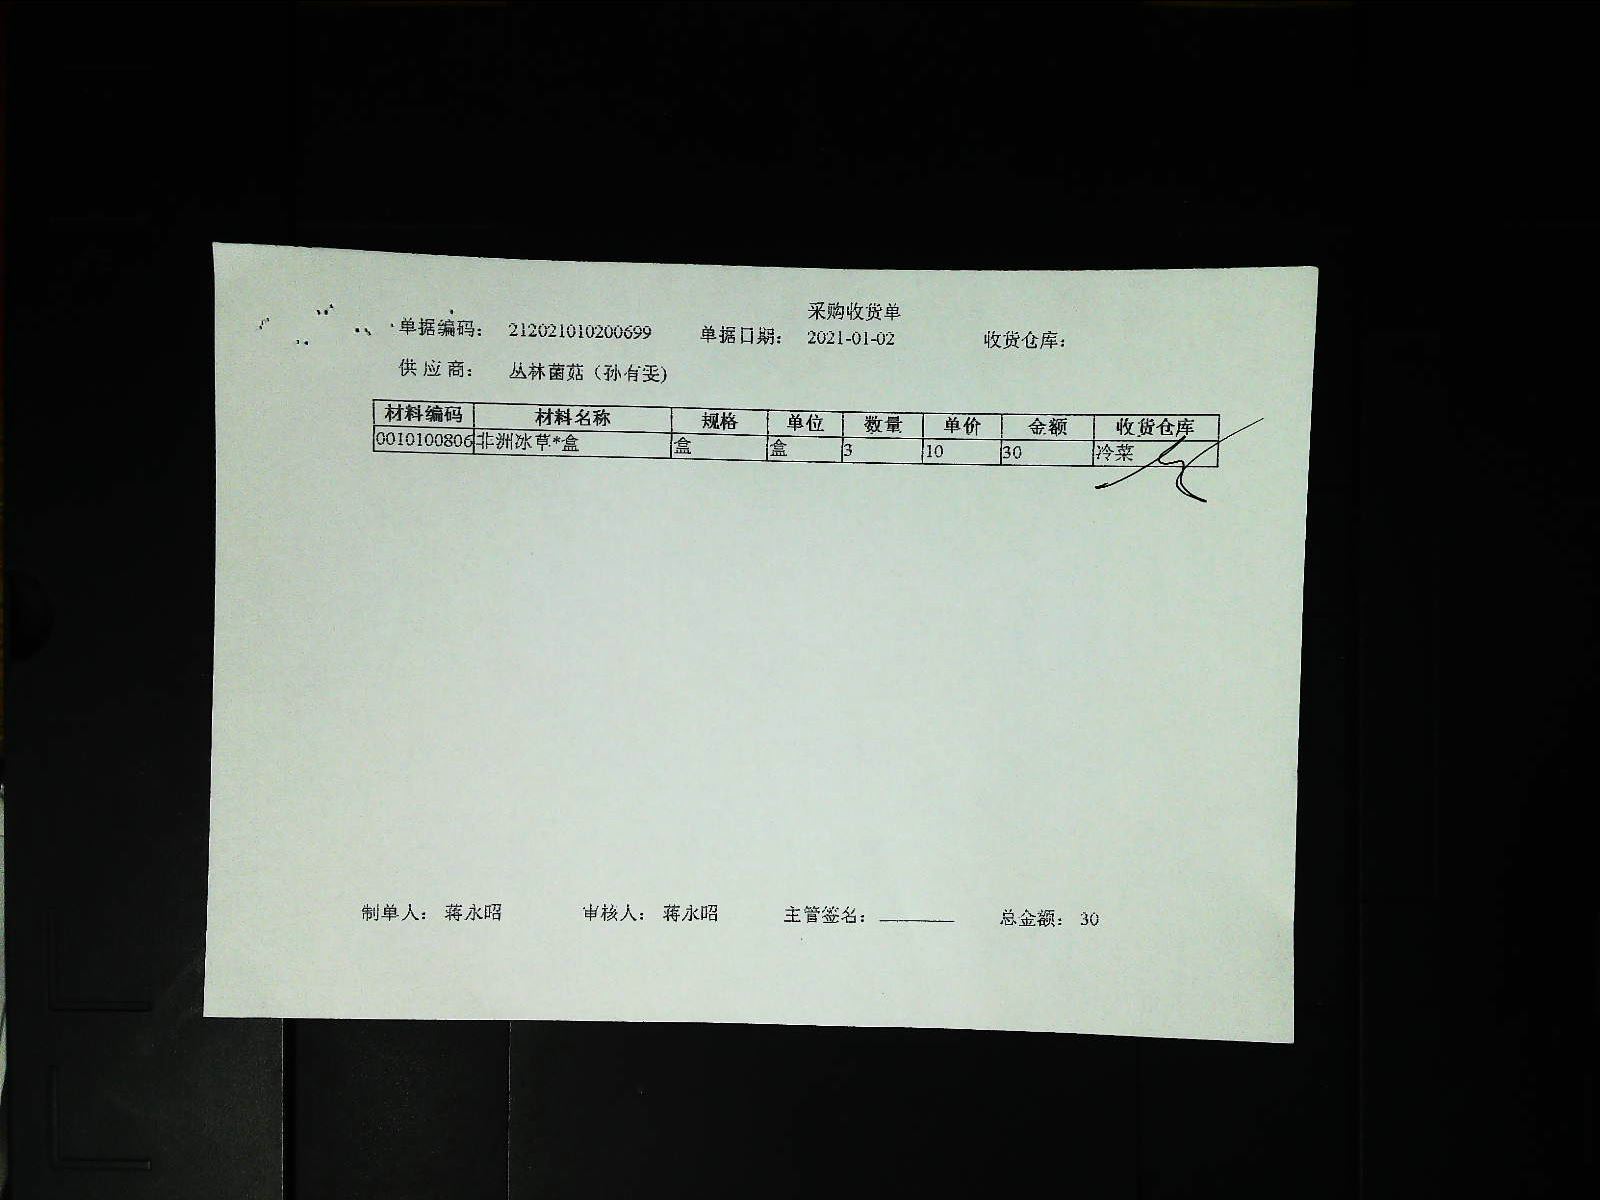 采购收货单
单据编码： 212021010200699 单据日期： 2021-01-02 收货仓库：
供 应 商： 丛林菌菇（孙有雯）
材料编码 材料名称 规格 单位 数量 单价 金额 收货仓库
0010100806 非洲冰草*盒 盒 盒 3 10 30 冷菜
制单人： 蒋永昭 审核人： 蒋永昭 主管签名： 总金额： 30